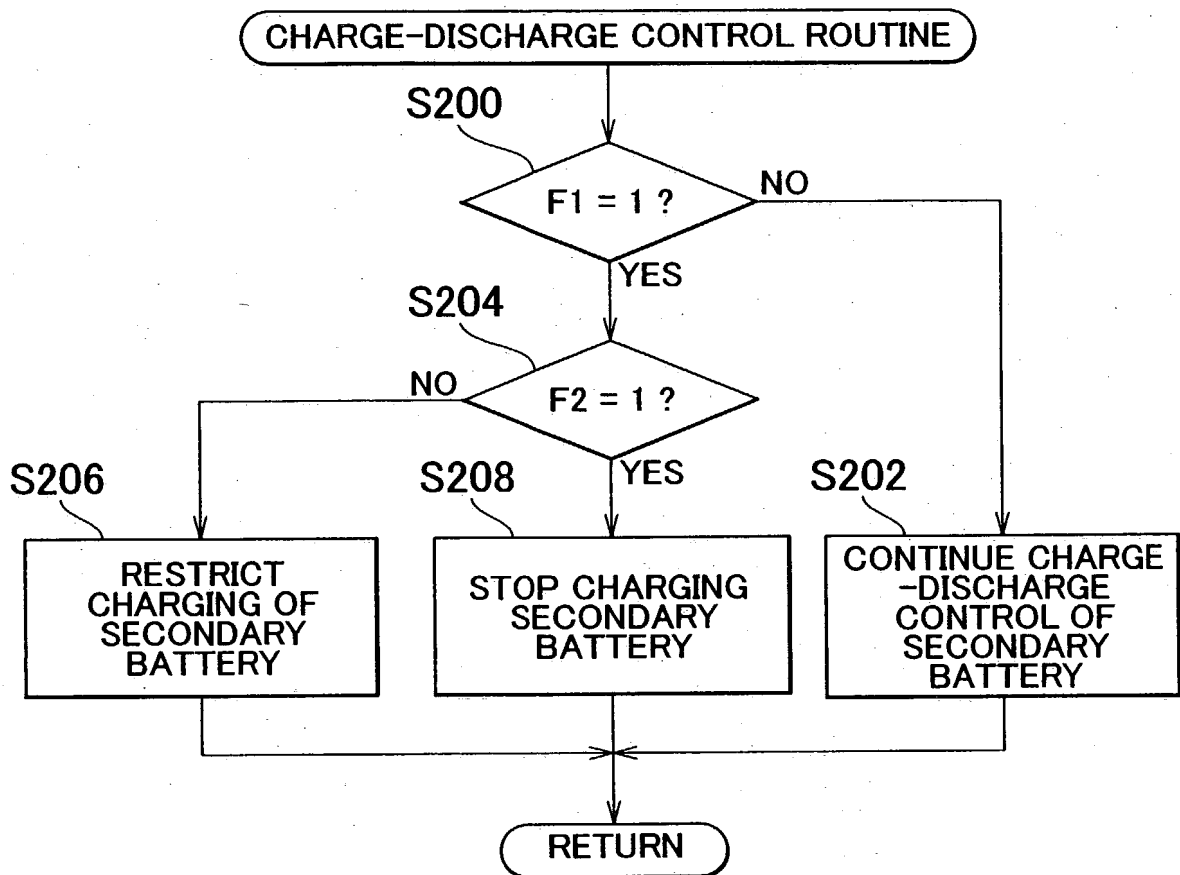 CHARGE-DISCHARGE CONTROL ROUTINE
S200
F1 = 1 ?
NO
YES
S204
F2 = 1 ?
NO
YES
S206
RESTRICT
CHARGING OF
SECONDARY
BATTERY
S208
STOP CHARGING
SECONDARY
BATTERY
S202
CONTINUE CHARGE
-DISCHARGE
CONTROL OF
SECONDARY
BATTERY
RETURN